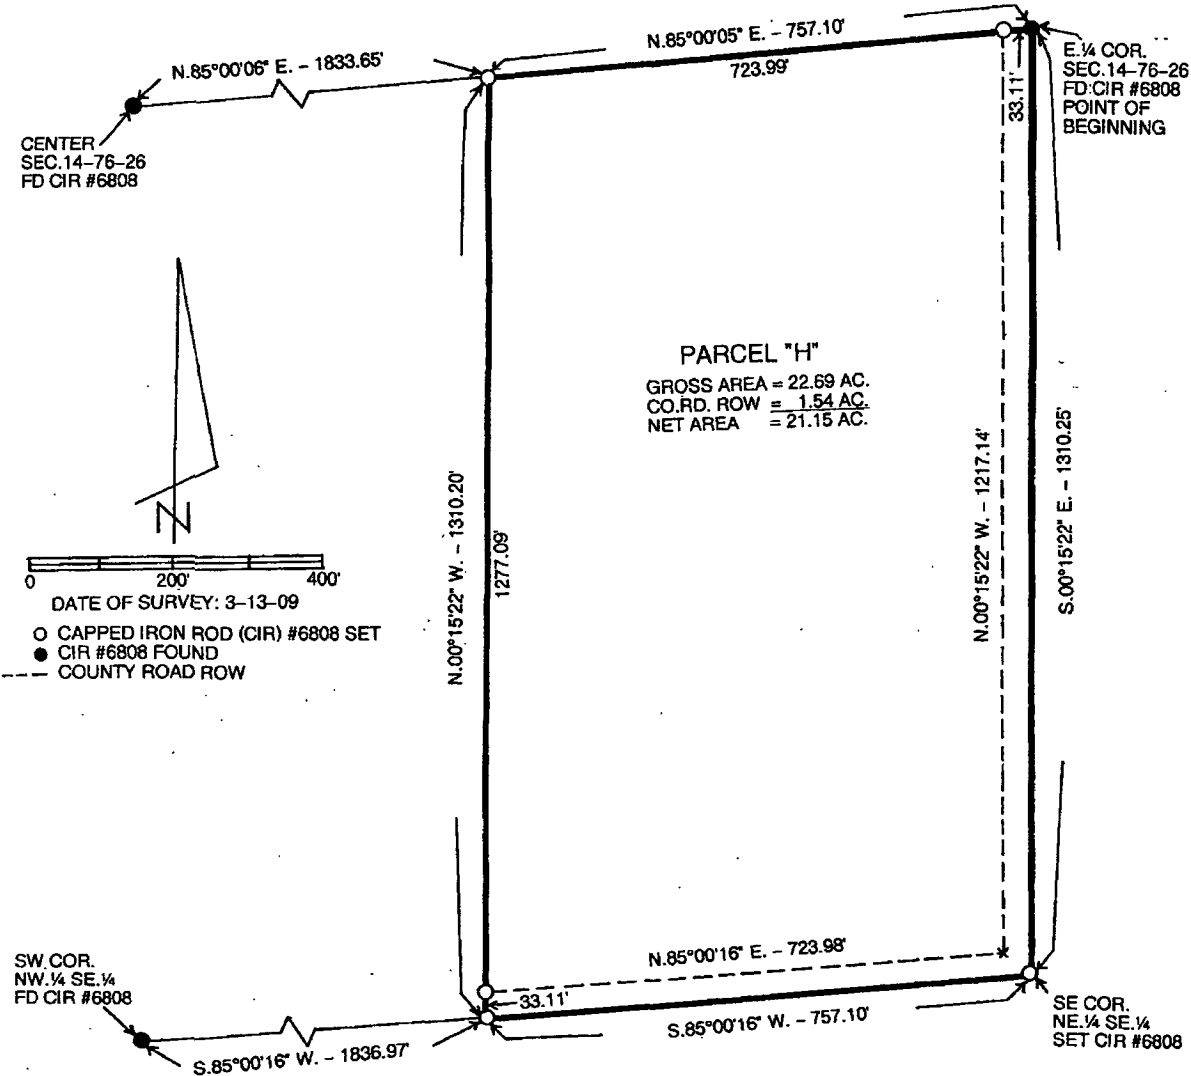 N.85°00'06" E. - 1833.65'
N.85°00'05" E. - 757.10'
723.99'
33.11'
E.¼ COR.
SEC.14-76-26
FD:CIR #6808
POINT OF
BEGINNING
CENTER
SEC.14-76-26
FD CIR #6808
PARCEL "H"
GROSS AREA = 22.69 AC.
CO.RD. ROW = 1.54 AC.
NET AREA = 21.15 AC.
N.00°15'22" W. - 1310.20'
1277.09'
N.00°15'22" W. - 1217.14'
S.00°15'22" E. - 1310.25'
N
0 200' 400'
DATE OF SURVEY: 3-13-09
CAPPED IRON ROD (CIR) #6808 SET
CIR #6808 FOUND
COUNTY ROAD ROW
N.85°00'16" E. - 723.98'
33.11'
S.85°00'16" W. - 757.10'
SW COR.
NW.¼ SE.¼
FD CIR #6808
S.85°00'16" W. - 1836.97'
SE COR.
NE.¼ SE.¼
SET CIR #6808